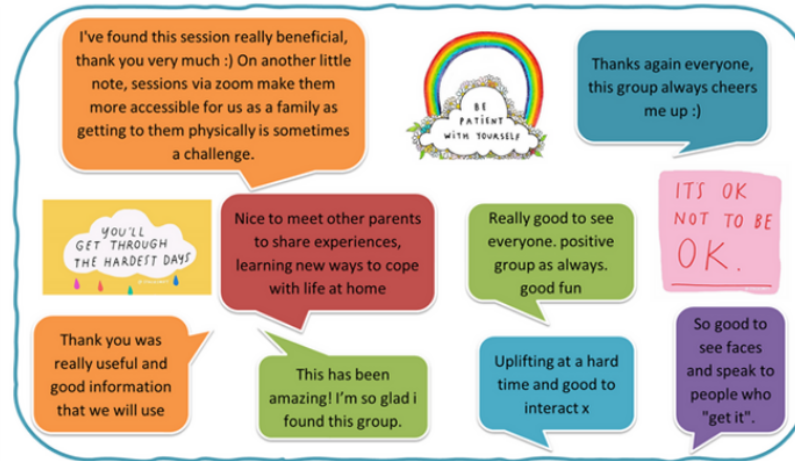 I've found this session really beneficial,
thank you very much :) On another little
note, sessions via zoom make them
more accessible for us as a family as
getting to them physically is sometimes
a challenge.
BE
PATIENT
WITH YOURSELF
Thanks again everyone,
this group always cheers
me up :)
YOU'LL
GET THROUGH
THE HARDEST DAYS
Nice to meet other parents
to share experiences,
learning new ways to cope
with life at home
Really good to see
everyone. positive
group as always.
good fun
ITS OK
NOT TO BE
OK.
Thank you was
really useful and
good information
that we will use
This has been
amazing! I'm so glad i
found this group.
Uplifting at a hard
time and good to
interact x
So good to
see faces
and speak to
people who
"get it".